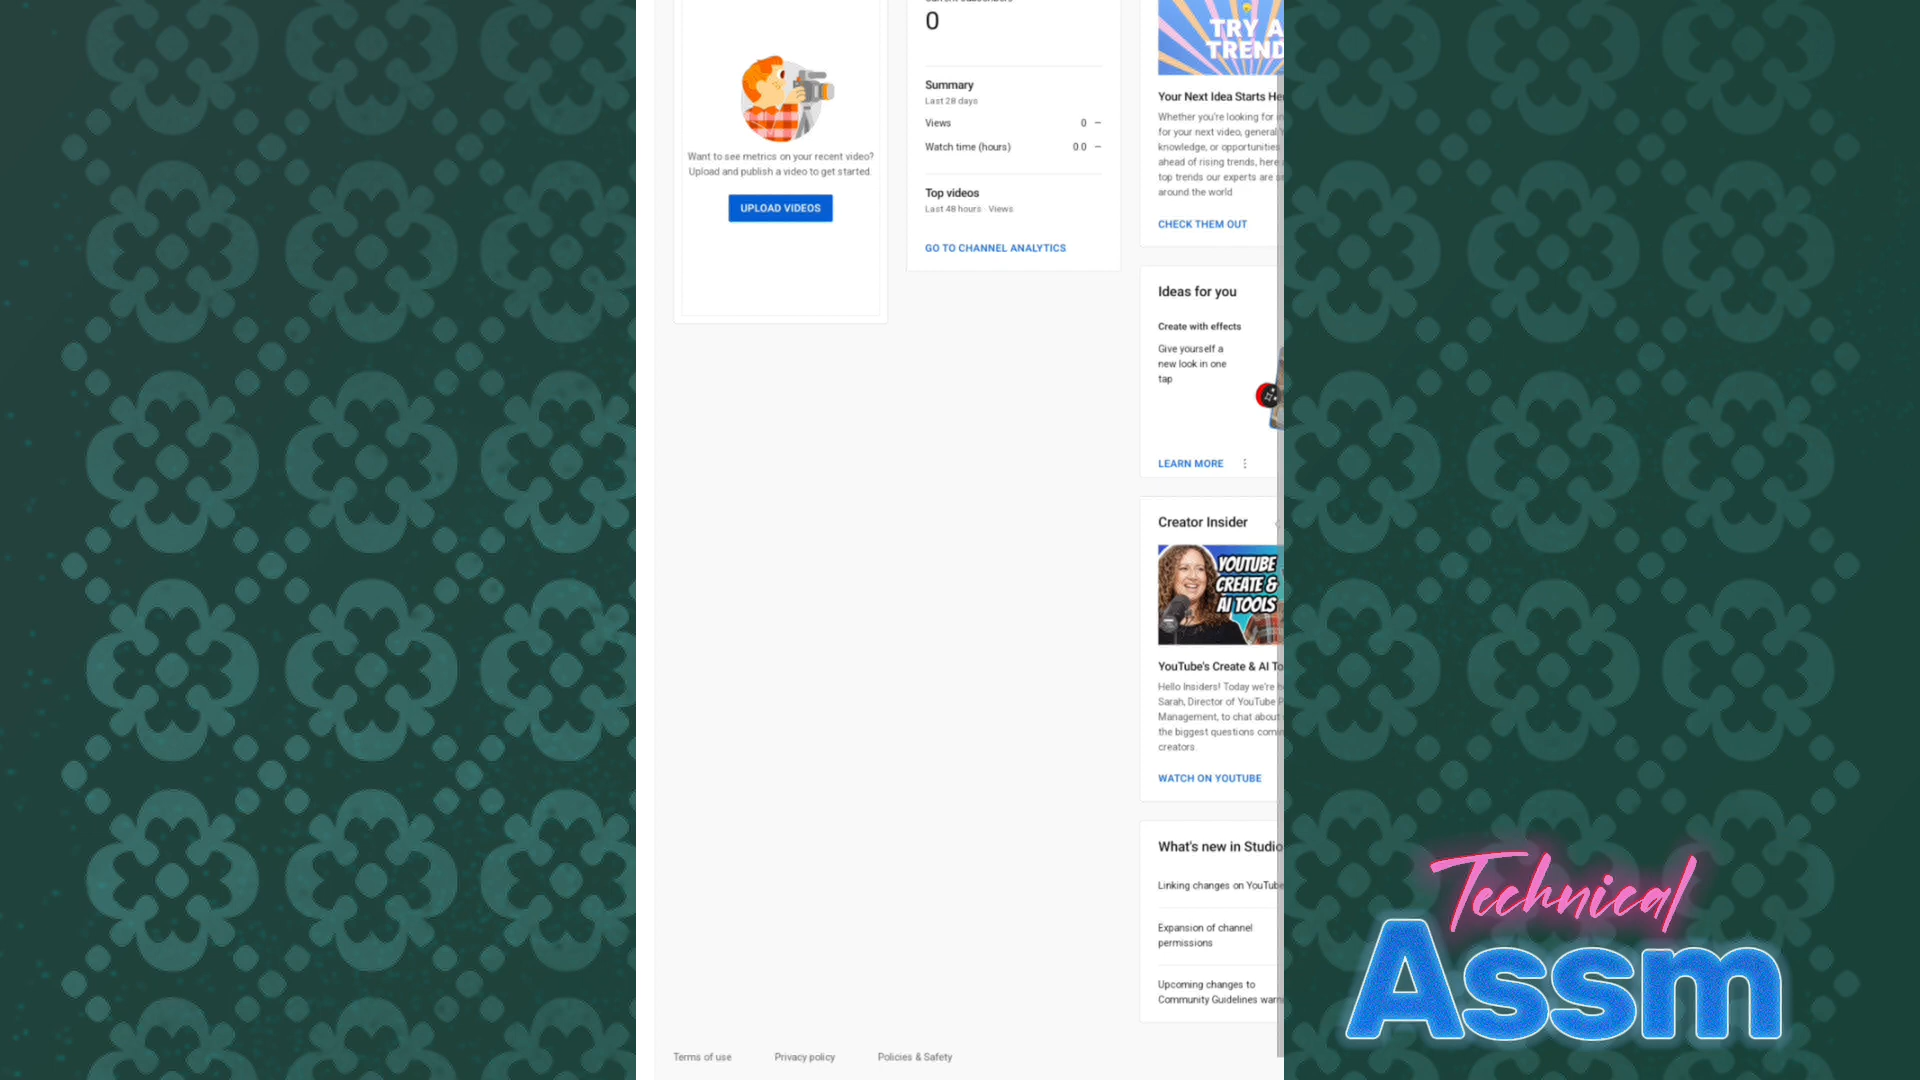 0
Want to see metrics on your recent video?
Upload and publish a video to get started.
UPLOAD VIDEOS
Summary
Last 28 days
Views 0 –
Watch time (hours) 0.0 –
Top videos
Last 48 hours · Views
GO TO CHANNEL ANALYTICS
TRY A
TREND
Your Next Idea Starts He
Whether you're looking for in
for your next video, general
knowledge, or opportunities
ahead of rising trends, here
top trends our experts are
around the world
CHECK THEM OUT
Ideas for you
Create with effects
Give yourself a
new look in one
tap
LEARN MORE
Creator Insider
YOUTUBE
CREATE &
AI TOOLS
YouTube's Create & AI To
Hello Insiders! Today we're
Sarah, Director of YouTube P
Management, to chat about
the biggest questions comin
creators.
WATCH ON YOUTUBE
What's new in Studio
Linking changes on YouTube
Expansion of channel
permissions
Upcoming changes to
Community Guidelines warn
Terms of use
Privacy policy
Policies & Safety
Technical
Assm